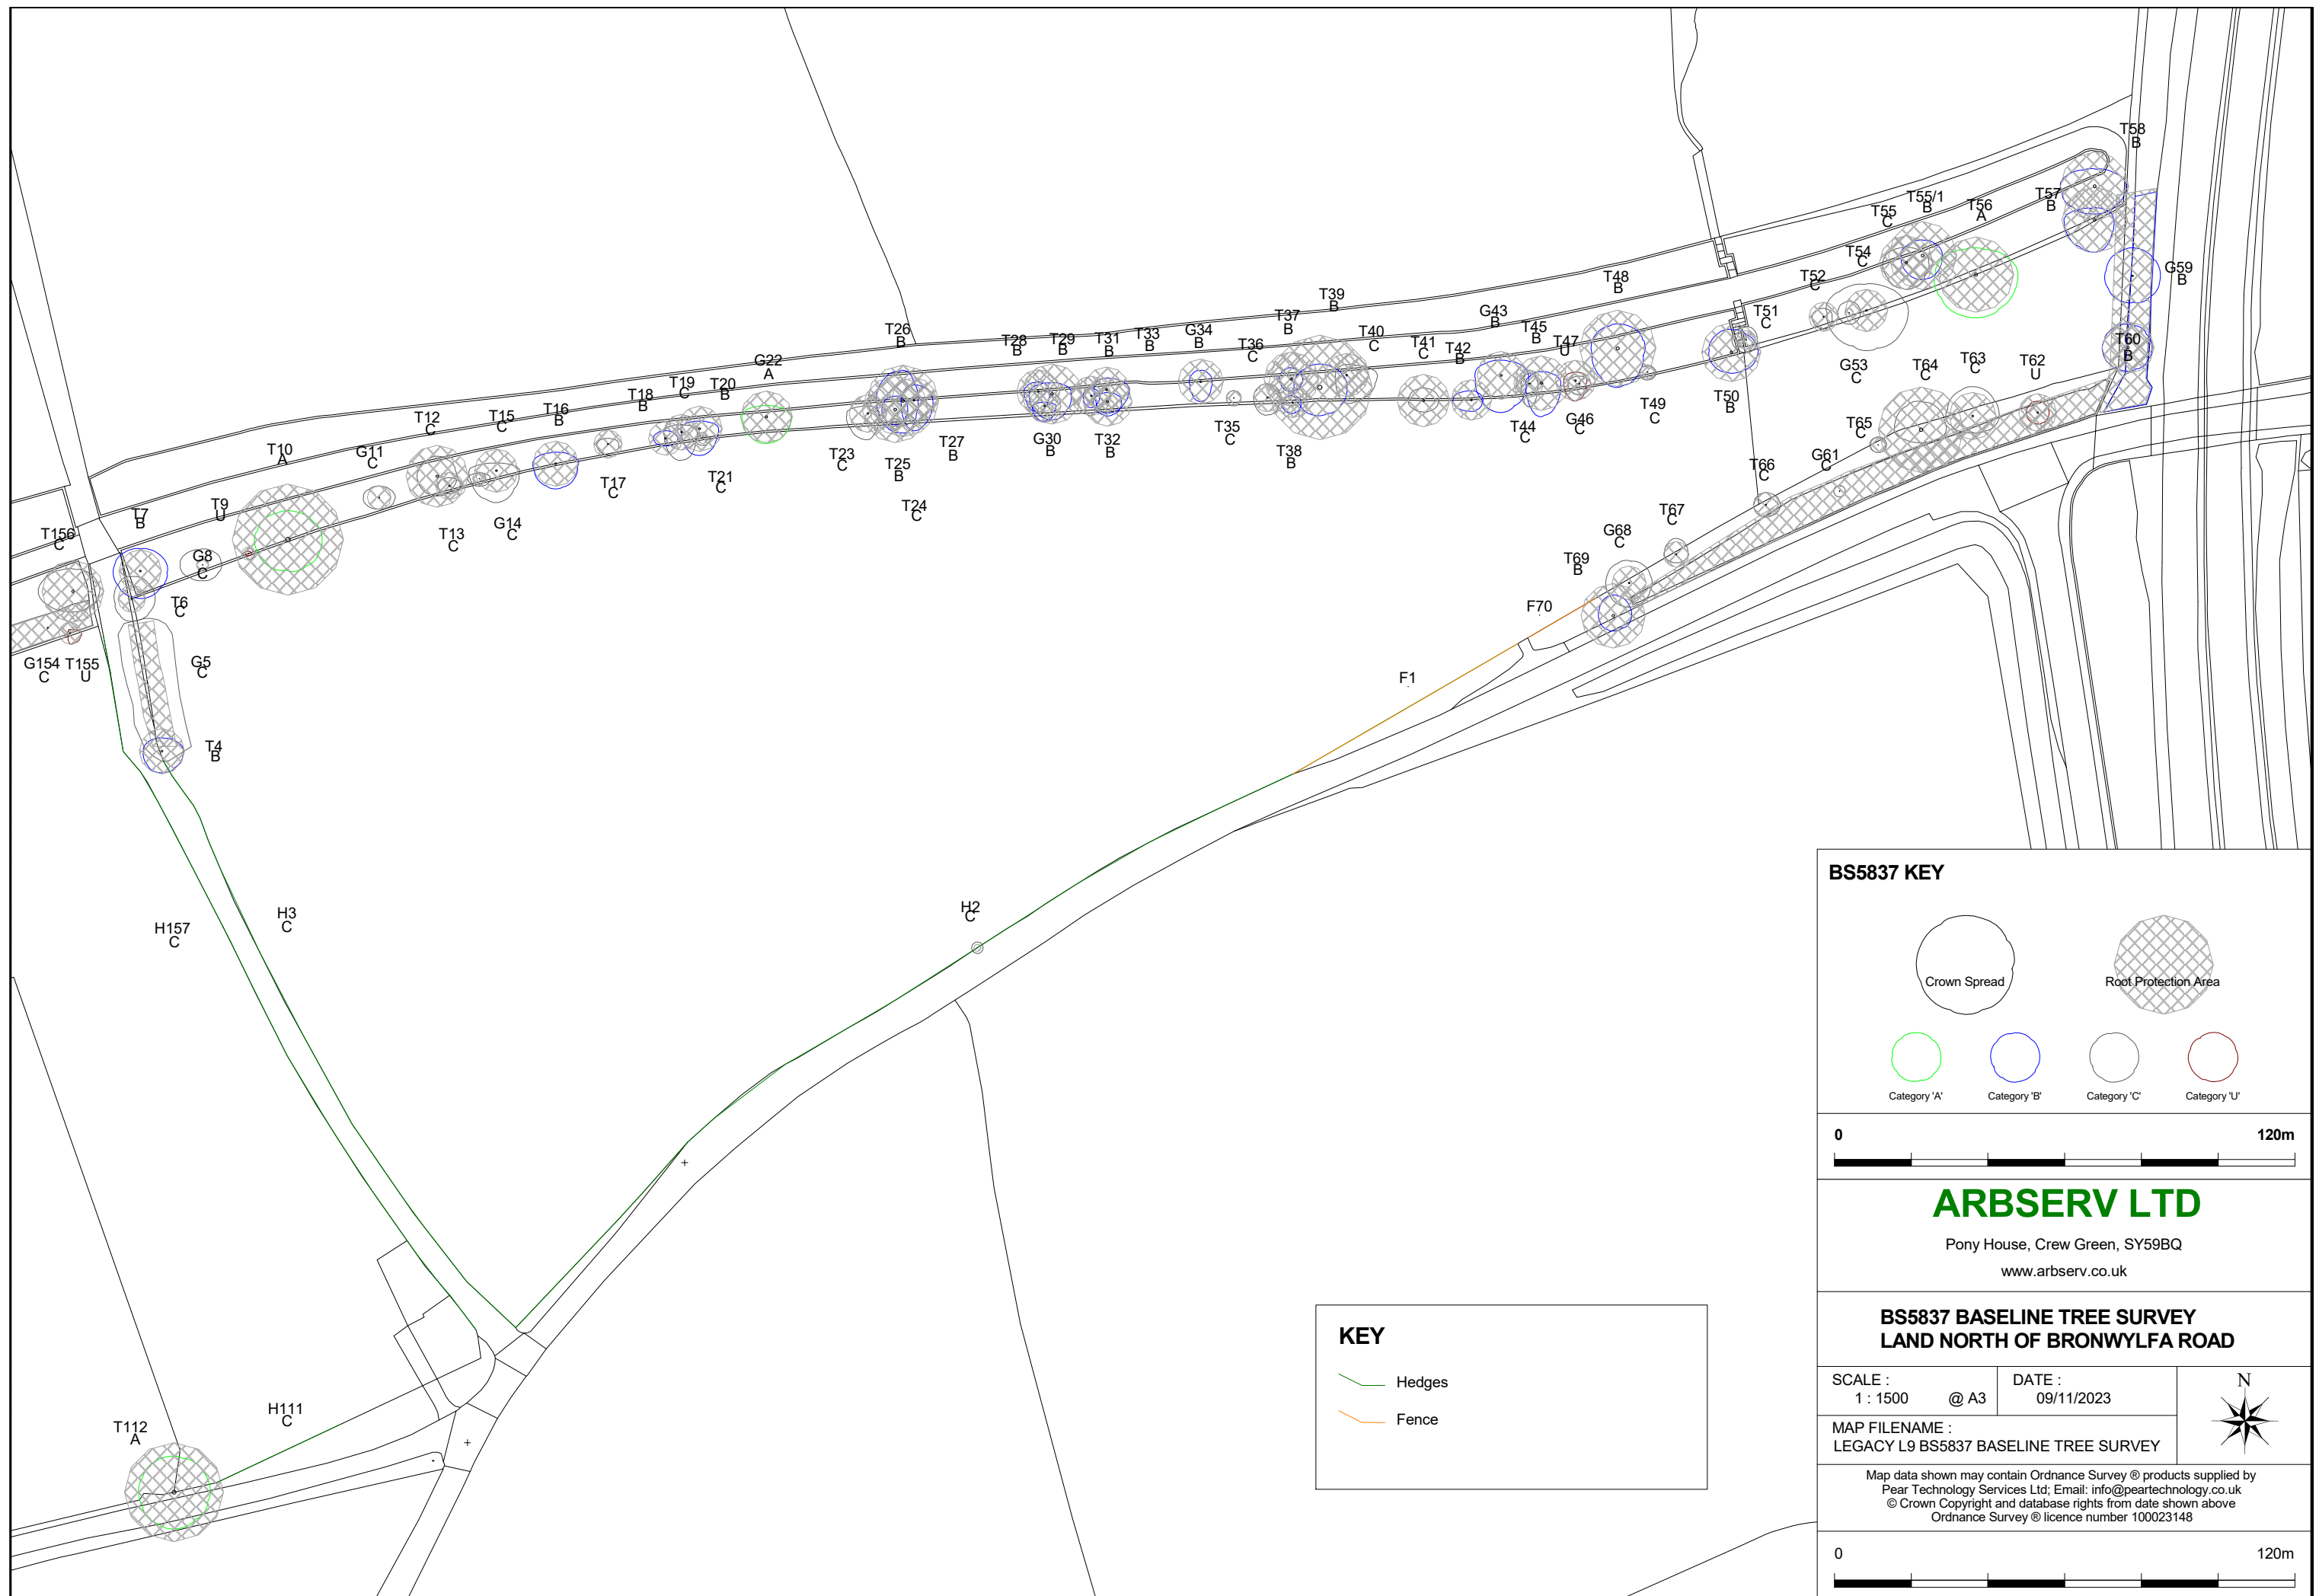 T58
B
T55/1
B
T56
A
T57
B
T55
C
T54
C
T52
C
G59
B
T48
B
T39
B
T37
B
G43
B
T51
C
T26
B
T28
B
T29
B
T31
B
T33
B
G34
B
T36
C
T40
C
T41
C
T42
B
T45
B
T47
U
T60
B
G22
A
T18
B
T19
C
T20
B
G53
C
T64
C
T63
C
T62
U
T12
C
T15
C
T16
B
T49
C
T50
B
T10
A
G11
C
T23
C
T25
B
T27
B
G30
B
T32
B
T35
C
T38
B
T44
C
G46
C
T65
C
G61
C
T66
C
T17
C
T21
C
T24
C
T156
C
T7
B
T9
U
T13
C
G14
C
G8
C
T6
C
T67
C
G68
C
T69
B
F70
G154
C
T155
U
G5
C
F1
T4
B
H157
C
H3
C
H2
C
T112
A
H111
C
KEY
Hedges
Fence
BS5837 KEY
Crown Spread
Root Protection Area
Category 'A'
Category 'B'
Category 'C'
Category 'U'
0 120m
ARBSERV LTD
Pony House, Crew Green, SY59BQ
www.arbserv.co.uk
BS5837 BASELINE TREE SURVEY
LAND NORTH OF BRONWYLFA ROAD
SCALE :
1 : 1500 @ A3
DATE :
09/11/2023
N
MAP FILENAME :
LEGACY L9 BS5837 BASELINE TREE SURVEY
Map data shown may contain Ordnance Survey ® products supplied by
Pear Technology Services Ltd; Email: info@peartechnology.co.uk
© Crown Copyright and database rights from date shown above
Ordnance Survey ® licence number 100023148
0 120m